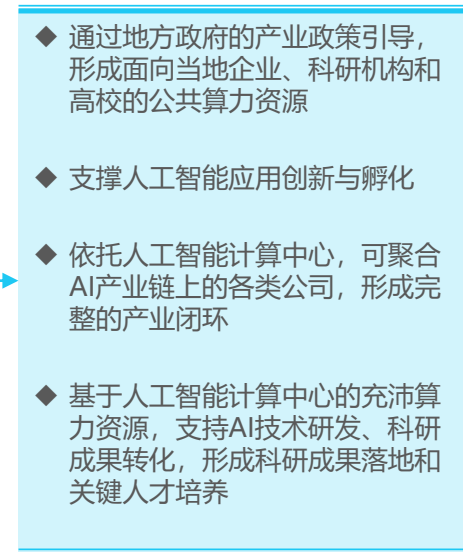 ◆ 通过地方政府的产业政策引导，
形成面向当地企业、科研机构和
高校的公共算力资源
◆ 支撑人工智能应用创新与孵化
◆ 依托人工智能计算中心，可聚合
AI产业链上的各类公司，形成完
整的产业闭环
◆ 基于人工智能计算中心的充沛算
力资源，支持AI技术研发、科研
成果转化，形成科研成果落地和
关键人才培养